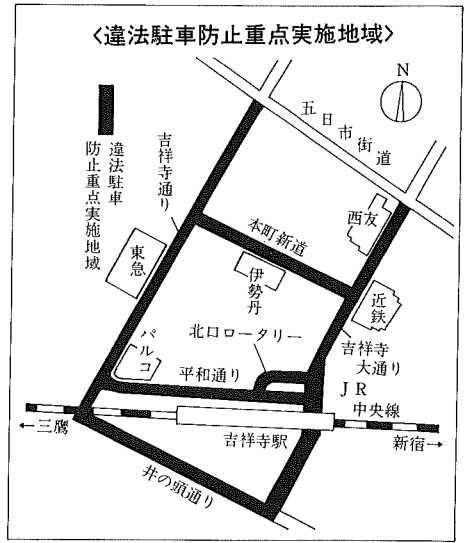 〈違法駐車防止重点実施地域〉
N
五日市街道
違法駐車
防止重点実施地域
吉祥寺通り
西友
本町新道
東急
伊勢丹
近鉄
北口ロータリー
パルコ
吉祥寺
大通り
平和通り
JR
中央線
←三鷹
吉祥寺駅
新宿→
井の頭通り